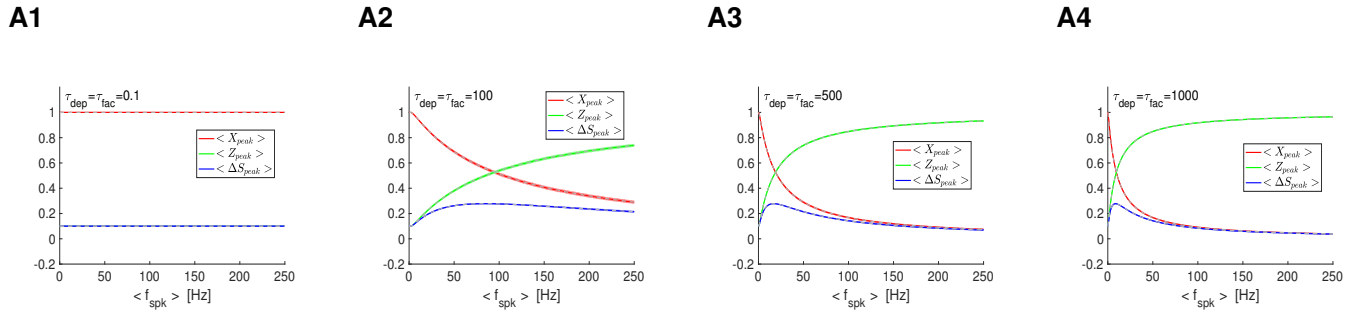 A1
A2
A3
A4
τdep=τfac=0.1
1
0.8
0.6
0.4
0.2
0
-0.2
0
50
100
150
200
250
< fspk > [Hz]
< Xpeak >
< Zpeak >
< ΔSpeak >
τdep=τfac=100
1
0.8
0.6
0.4
0.2
0
-0.2
0
50
100
150
200
250
< fspk > [Hz]
< Xpeak >
< Zpeak >
< ΔSpeak >
τdep=τfac=500
1
0.8
0.6
0.4
0.2
0
-0.2
0
50
100
150
200
250
< fspk > [Hz]
< Xpeak >
< Zpeak >
< ΔSpeak >
τdep=τfac=1000
1
0.8
0.6
0.4
0.2
0
-0.2
0
50
100
150
200
250
< fspk > [Hz]
< Xpeak >
< Zpeak >
< ΔSpeak >